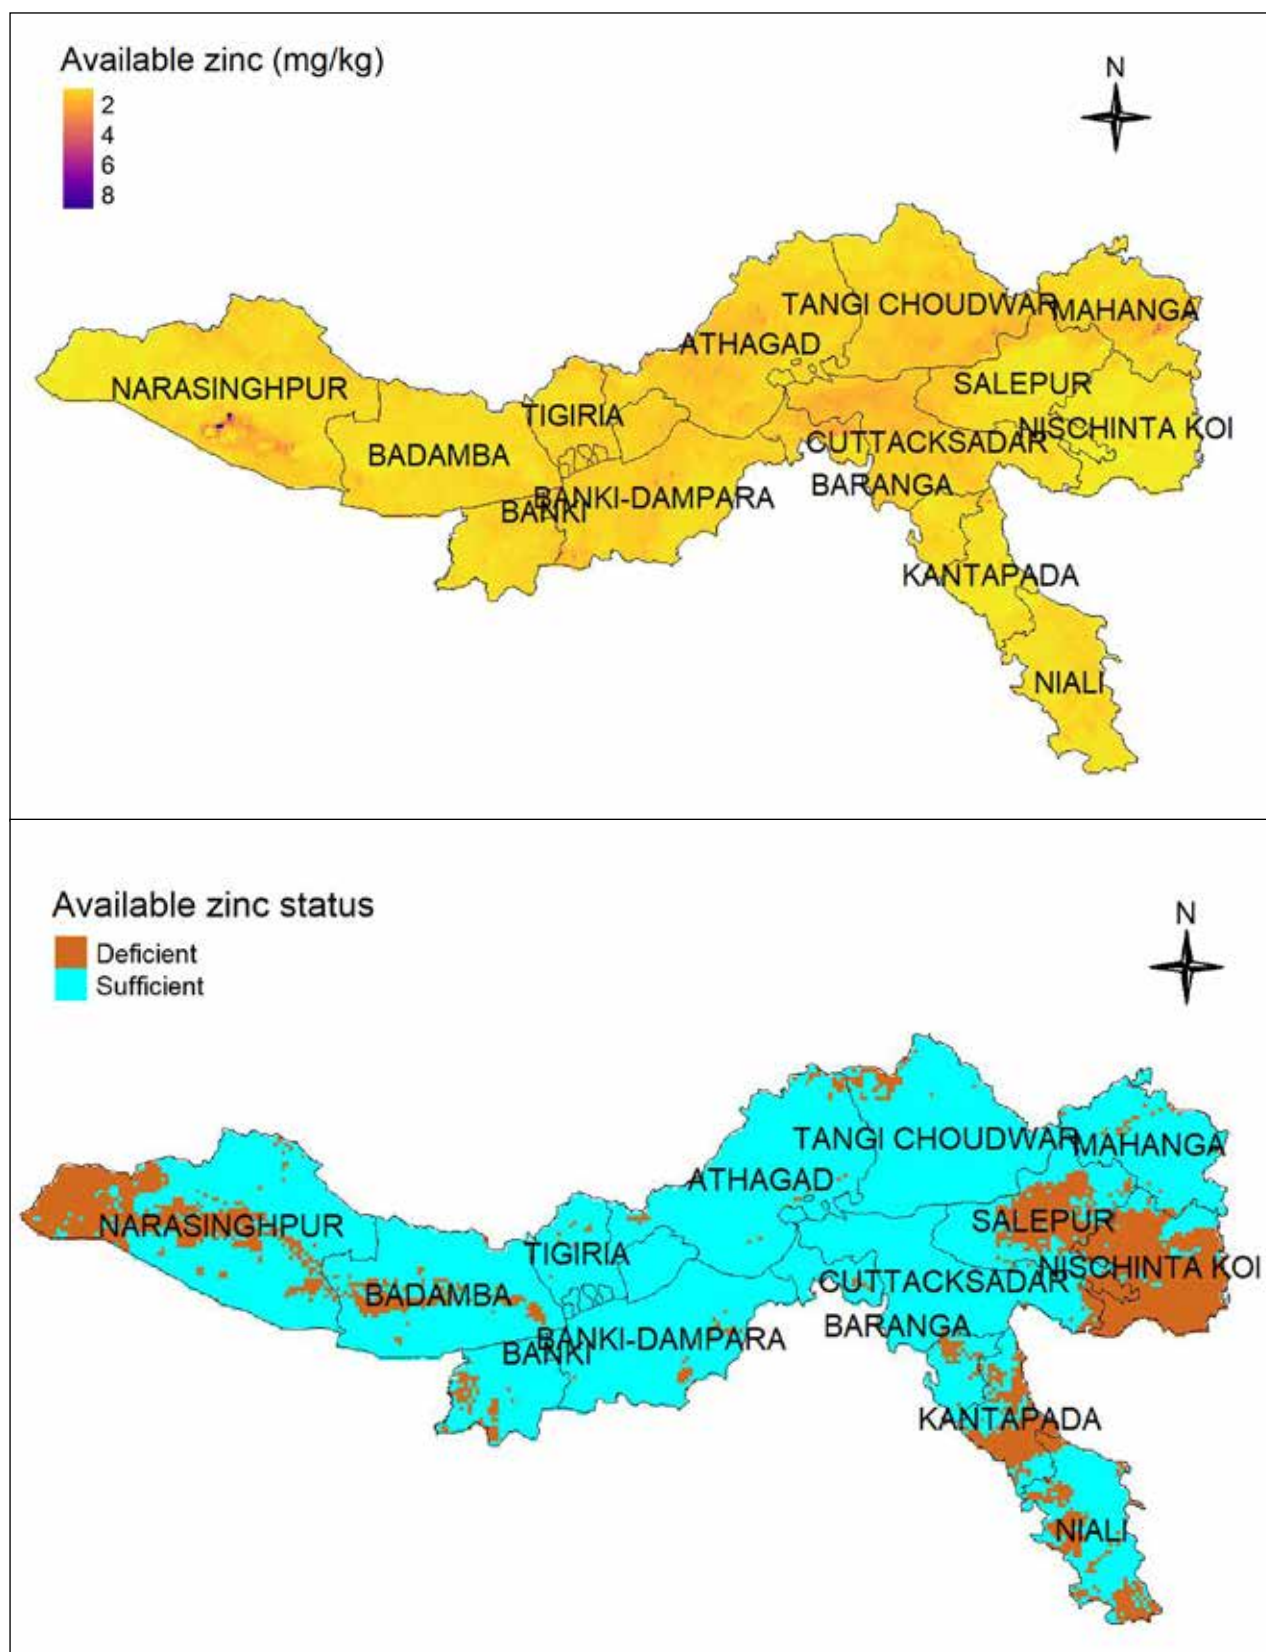 Available zinc (mg/kg)
2
4
6
8
N
TANGI CHOUDWAR
MAHANGA
ATHAGAD
NARASINGHPUR
SALEPUR
TIGIRIA
NISCHINTA KOI
BADAMBA
CUTTACKSADAR
BARANGA
BANKI-DAMPARA
BANKI
KANTAPADA
NIALI
Available zinc status
Deficient
Sufficient
N
TANGI CHOUDWAR
MAHANGA
ATHAGAD
NARASINGHPUR
SALEPUR
TIGIRIA
NISCHINTA KOI
BADAMBA
CUTTACKSADAR
BARANGA
BANKI-DAMPARA
BANKI
KANTAPADA
NIALI